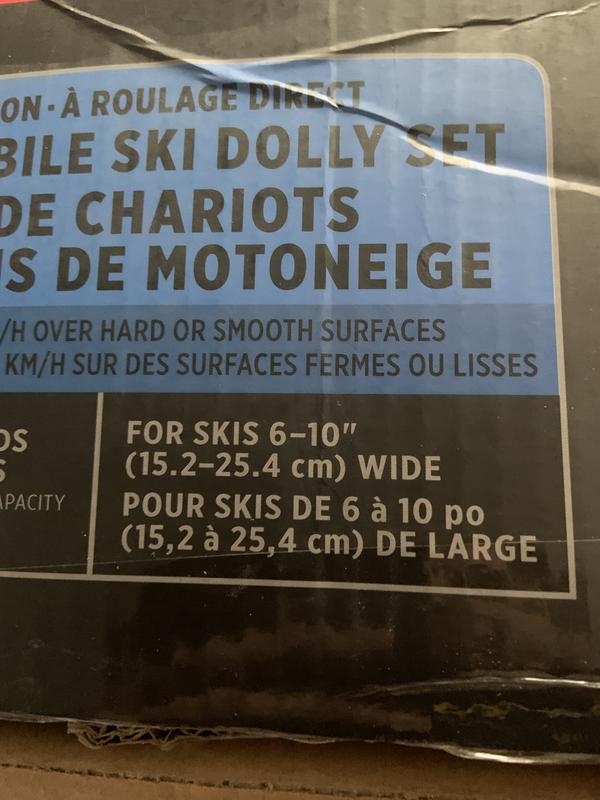 ON · À ROULAGE DIRECT
BILE SKI DOLLY SET
DE CHARIOTS
S DE MOTONEIGE
/H OVER HARD OR SMOOTH SURFACES
KM/H SUR DES SURFACES FERMES OU LISSES
DS
S
APACITY
FOR SKIS 6–10"
(15.2–25.4 cm) WIDE
POUR SKIS DE 6 à 10 po
(15,2 à 25,4 cm) DE LARGE